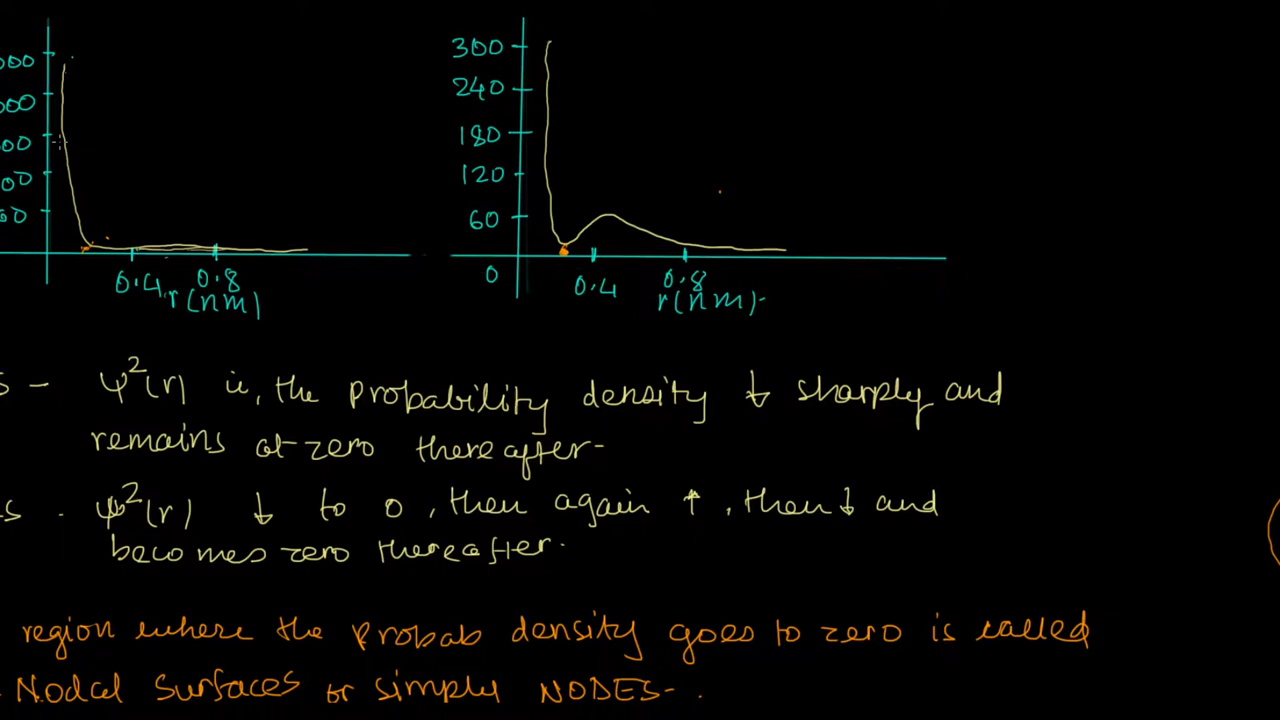 300
240
180
120
60
0
0.4 0.8
r(nm)
0.4 0.8
r(nm)
ψ²(r) ie, the probability density ↓ sharply and
remains at zero thereafter-
ψ²(r) ↓ to 0, then again ↑, then ↓ and
becomes zero thereafter.
region where the probab density goes to zero is called
Nodal surfaces or simply NODES-.